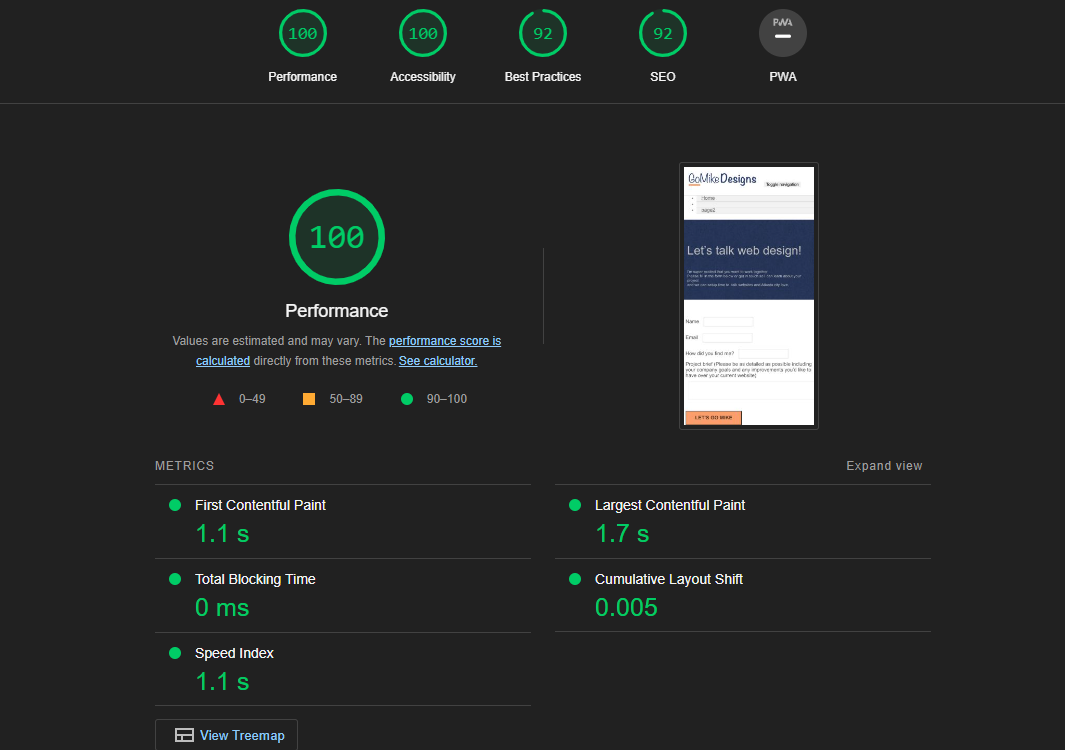 100
100
92
92
PWA
Performance
Accessibility
Best Practices
SEO
PWA
100
Performance
Values are estimated and may vary. The performance score is
calculated directly from these metrics. See calculator.
0–49
50–89
90–100
GoMikeDesigns
Toggle navigation
Home
page2
Let's talk web design!
Name
Email
How did you find me?
Project brief (Please be as detailed as possible including
your company goals and any improvements you'd like to
have over your current website)
LET'S GO MIKE
METRICS
Expand view
First Contentful Paint
1.1 s
Largest Contentful Paint
1.7 s
Total Blocking Time
0 ms
Cumulative Layout Shift
0.005
Speed Index
1.1 s
View Treemap